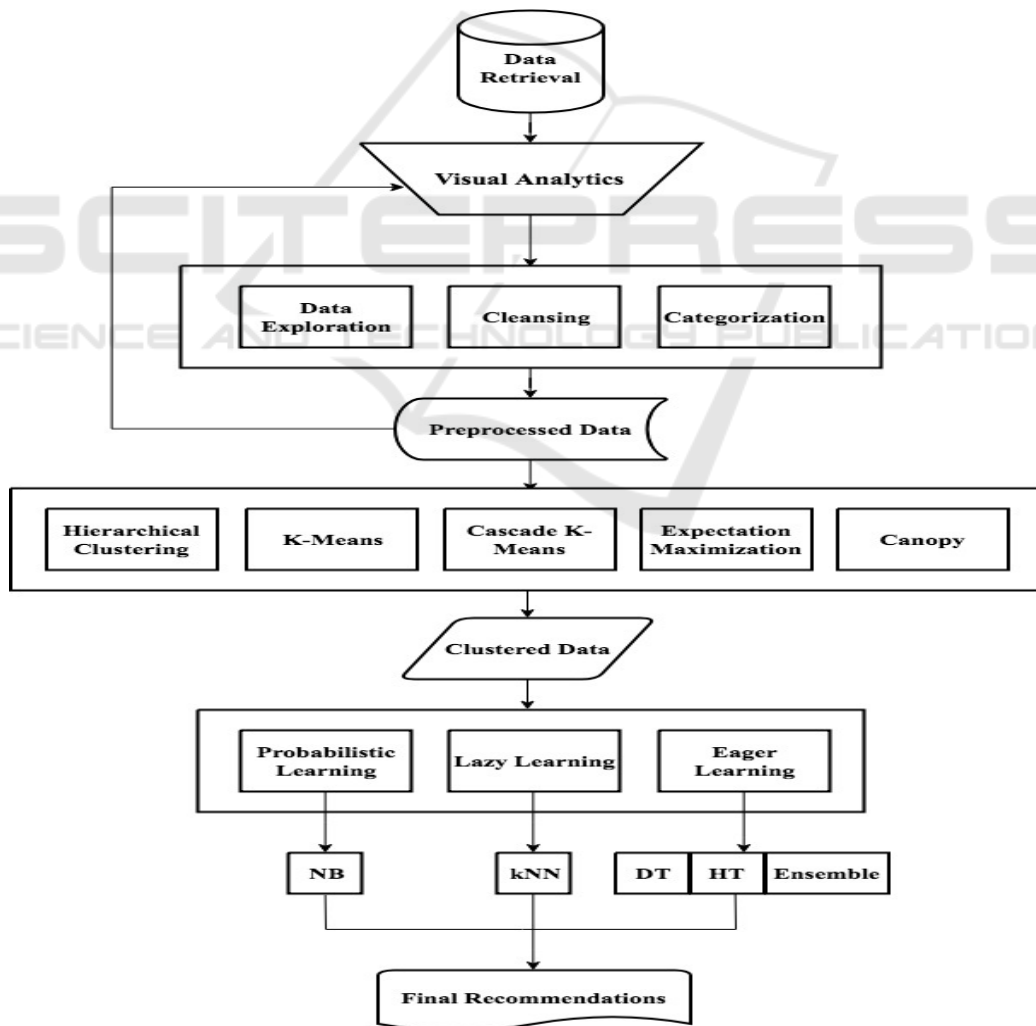 Data
Retrieval
Visual Analytics
SCITEPRESS
Data
Exploration
Cleansing
Categorization
SCIENCE AND TECHNOLOGY PUBLICATIONS
Preprocessed Data
Hierarchical
Clustering
K-Means
Cascade K-
Means
Expectation
Maximization
Canopy
Clustered Data
Probabilistic
Learning
Lazy Learning
Eager
Learning
NB
kNN
DT
HT
Ensemble
Final Recommendations